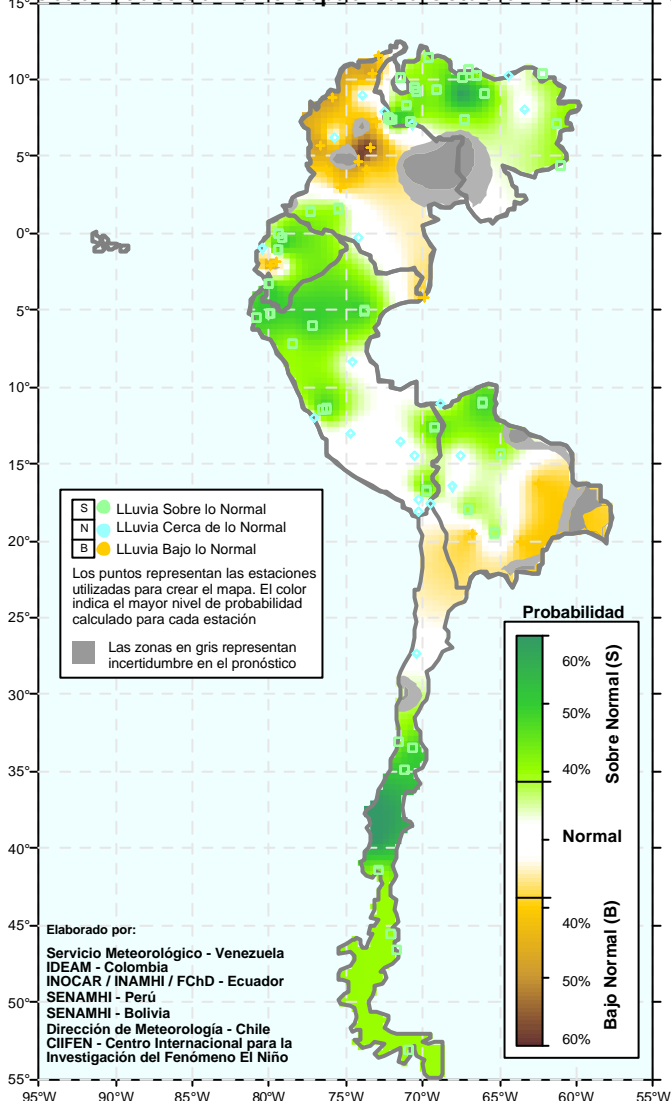 15°
10°
5°
0°
5°
10°
15°
20°
25°
30°
35°
40°
45°
50°
55°
95°W 90°W 85°W 80°W 75°W 70°W 65°W 60°W 55°W
S LLuvia Sobre lo Normal
N LLuvia Cerca de lo Normal
B LLuvia Bajo lo Normal
Los puntos representan las estaciones
utilizadas para crear el mapa. El color
indica el mayor nivel de probabilidad
calculado para cada estación
Las zonas en gris representan
incertidumbre en el pronóstico
Probabilidad
60%
50%
40%
Sobre Normal (S)
Normal
40%
50%
60%
Bajo Normal (B)
Elaborado por:
Servicio Meteorológico - Venezuela
IDEAM - Colombia
INOCAR / INAMHI / FChD - Ecuador
SENAMHI - Perú
SENAMHI - Bolivia
Dirección de Meteorología - Chile
CIIFEN - Centro Internacional para la
Investigación del Fenómeno El Niño